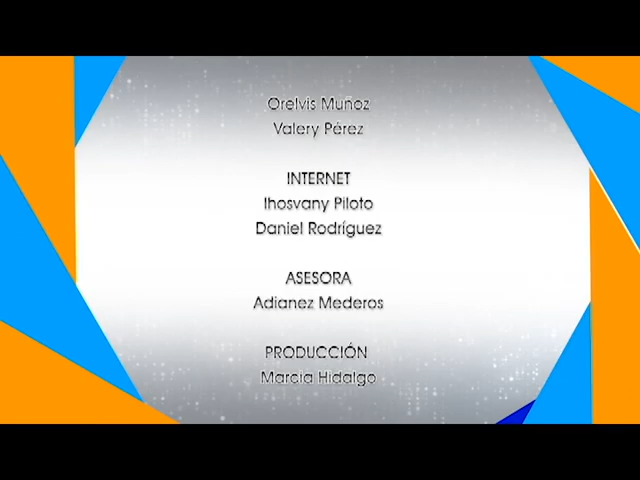 Orelvis Muñoz
Valery Pérez
INTERNET
Ihosvany Piloto
Daniel Rodríguez
ASESORA
Adianez Mederos
PRODUCCIÓN
Marcia Hidalgo